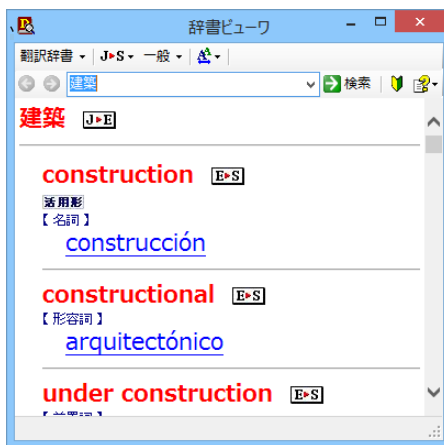 辞書ビューワ
翻訳辞書 J▸S 一般 A
建築 検索
建築 J▸E
construction E▸S
活用形
【 名詞 】
construcción
constructional E▸S
【 形容詞 】
arquitectónico
under construction E▸S